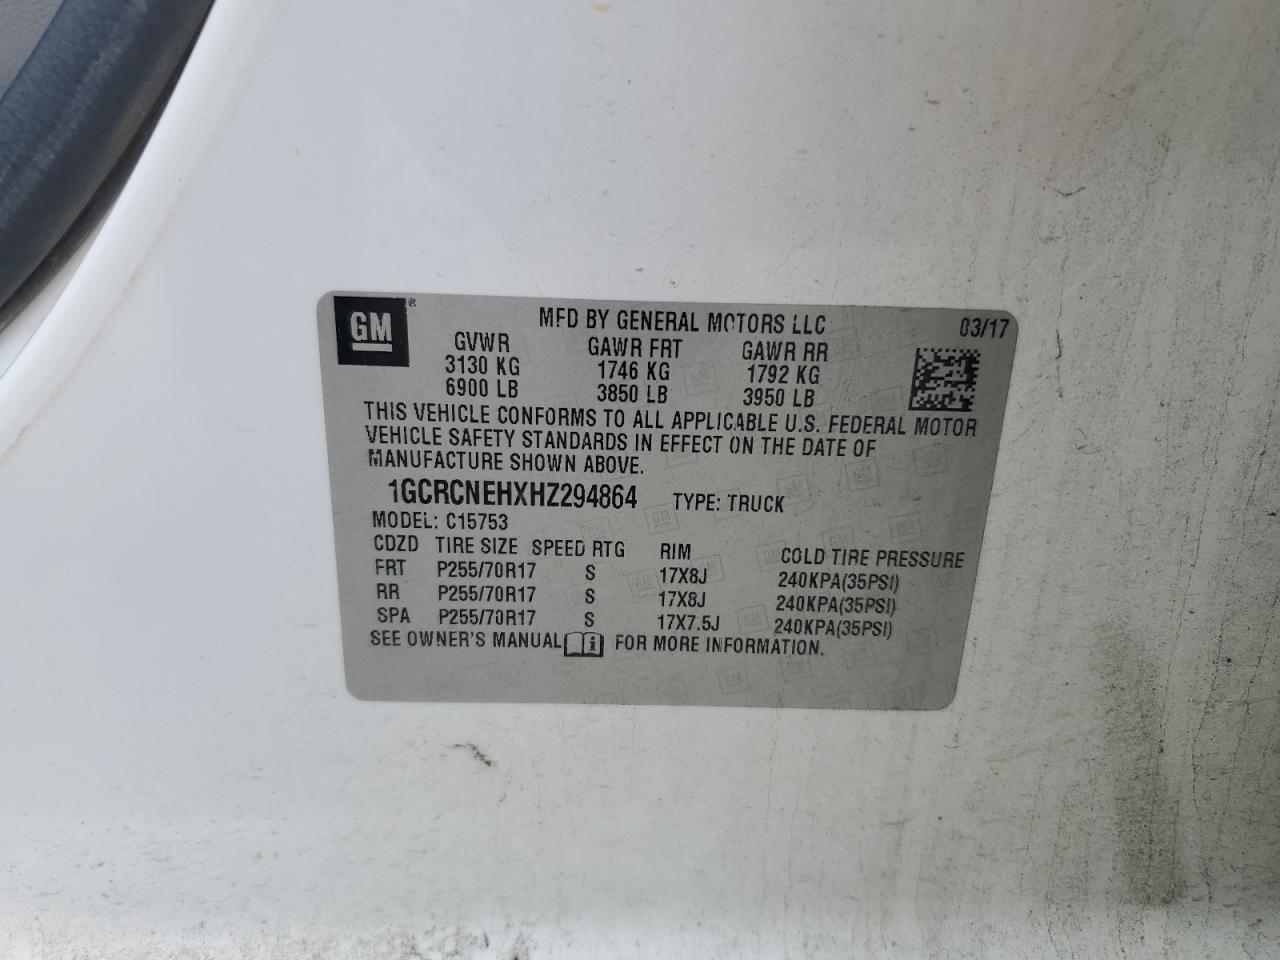 GM ®
MFD BY GENERAL MOTORS LLC 03/17
GVWR GAWR FRT GAWR RR
3130 KG 1746 KG 1792 KG
6900 LB 3850 LB 3950 LB
THIS VEHICLE CONFORMS TO ALL APPLICABLE U.S. FEDERAL MOTOR
VEHICLE SAFETY STANDARDS IN EFFECT ON THE DATE OF
MANUFACTURE SHOWN ABOVE.
1GCRCNEHXHZ294864 TYPE: TRUCK
MODEL: C15753
CDZD TIRE SIZE SPEED RTG RIM COLD TIRE PRESSURE
FRT P255/70R17 S 17X8J 240KPA(35PSI)
RR P255/70R17 S 17X8J 240KPA(35PSI)
SPA P255/70R17 S 17X7.5J 240KPA(35PSI)
SEE OWNER'S MANUAL i FOR MORE INFORMATION.